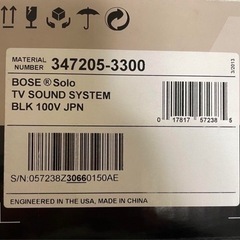 MATERIAL
NUMBER 347205-3300
BOSE® Solo
TV SOUND SYSTEM
BLK 100V JPN
0 17817 57238 5
3/2013
S/N:057238Z30660150AE
ENGINEERED IN THE USA, MADE IN CHINA